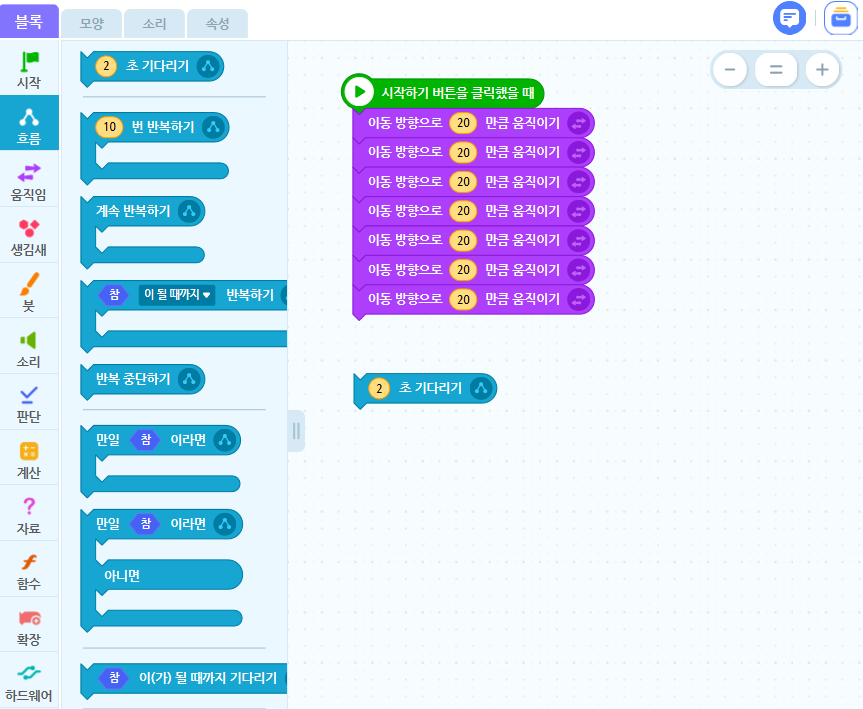 블록
모양
소리
속성
시작
흐름
움직임
생김새
붓
소리
판단
계산
자료
함수
확장
하드웨어
2 초 기다리기
10 번 반복하기
계속 반복하기
참 이 될 때까지 ▼ 반복하기
반복 중단하기
만일 참 이라면
만일 참 이라면
아니면
참 이(가) 될 때까지 기다리기
시작하기 버튼을 클릭했을 때
이동 방향으로 20 만큼 움직이기
이동 방향으로 20 만큼 움직이기
이동 방향으로 20 만큼 움직이기
이동 방향으로 20 만큼 움직이기
이동 방향으로 20 만큼 움직이기
이동 방향으로 20 만큼 움직이기
이동 방향으로 20 만큼 움직이기
2 초 기다리기